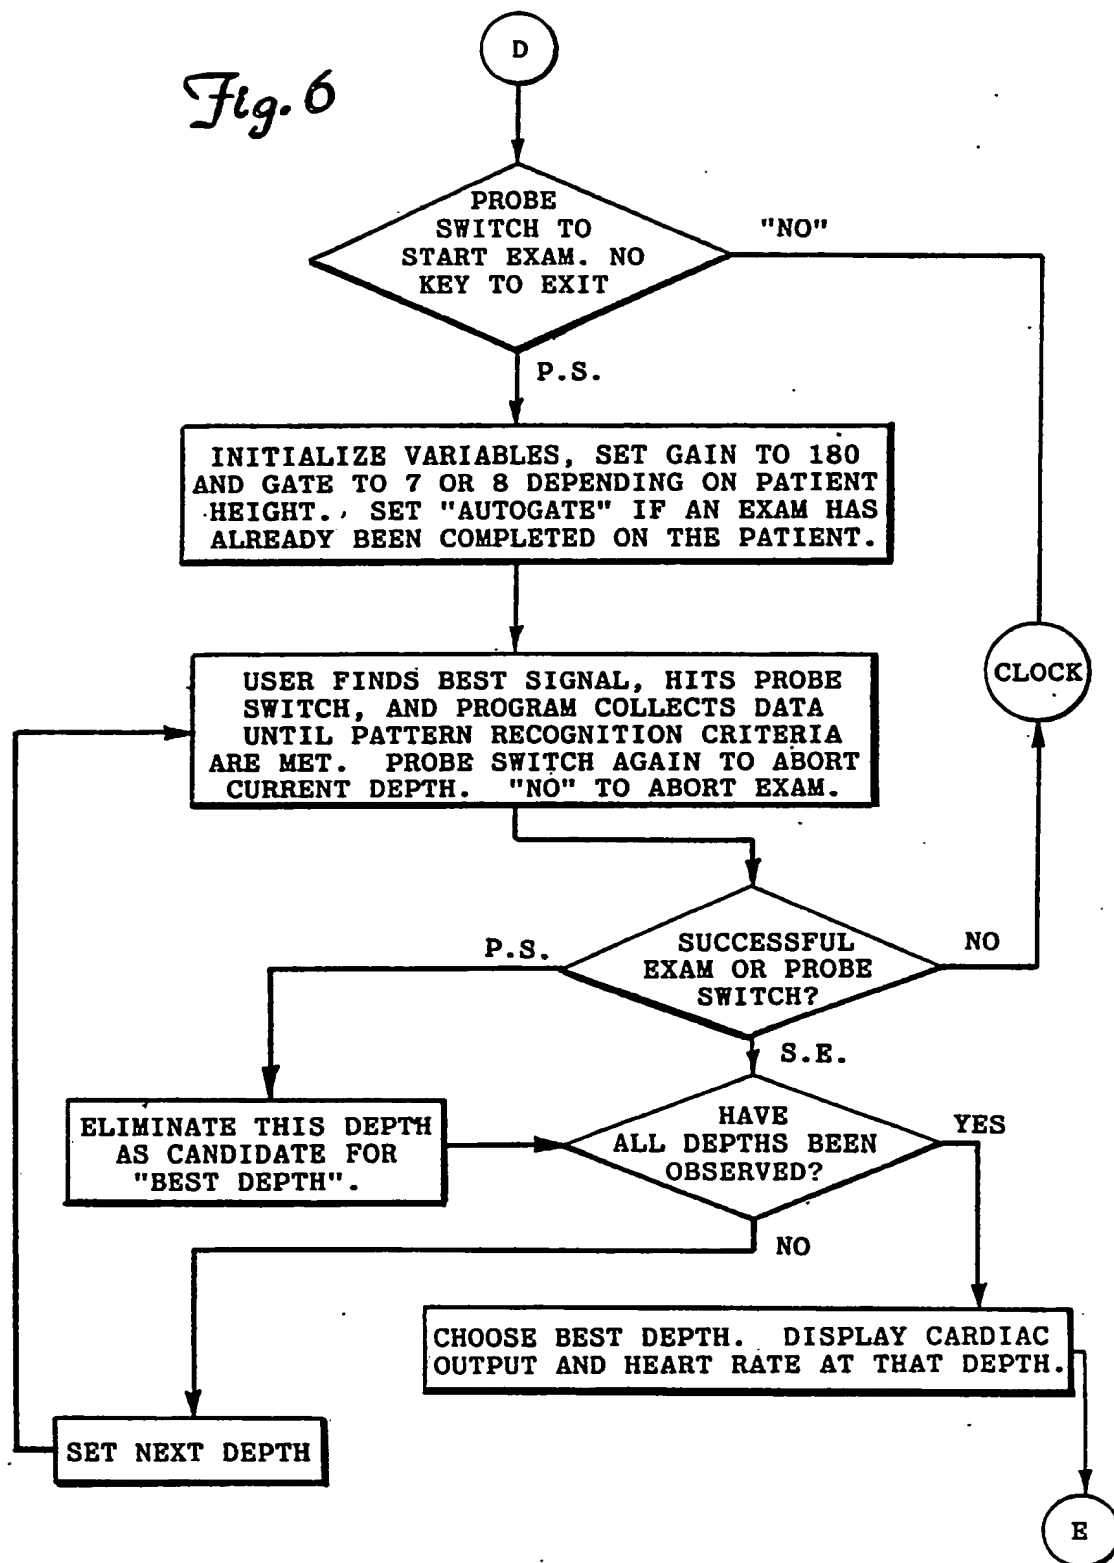 D
Fig. 6
PROBE
SWITCH TO
START EXAM. NO
KEY TO EXIT
"NO"
P.S.
INITIALIZE VARIABLES, SET GAIN TO 180
AND GATE TO 7 OR 8 DEPENDING ON PATIENT
HEIGHT. SET "AUTOGATE" IF AN EXAM HAS
ALREADY BEEN COMPLETED ON THE PATIENT.
CLOCK
USER FINDS BEST SIGNAL, HITS PROBE
SWITCH, AND PROGRAM COLLECTS DATA
UNTIL PATTERN RECOGNITION CRITERIA
ARE MET. PROBE SWITCH AGAIN TO ABORT
CURRENT DEPTH. "NO" TO ABORT EXAM.
P.S.
SUCCESSFUL
EXAM OR PROBE
SWITCH?
NO
S.E.
ELIMINATE THIS DEPTH
AS CANDIDATE FOR
"BEST DEPTH".
HAVE
ALL DEPTHS BEEN
OBSERVED?
YES
NO
CHOOSE BEST DEPTH. DISPLAY CARDIAC
OUTPUT AND HEART RATE AT THAT DEPTH.
SET NEXT DEPTH
E